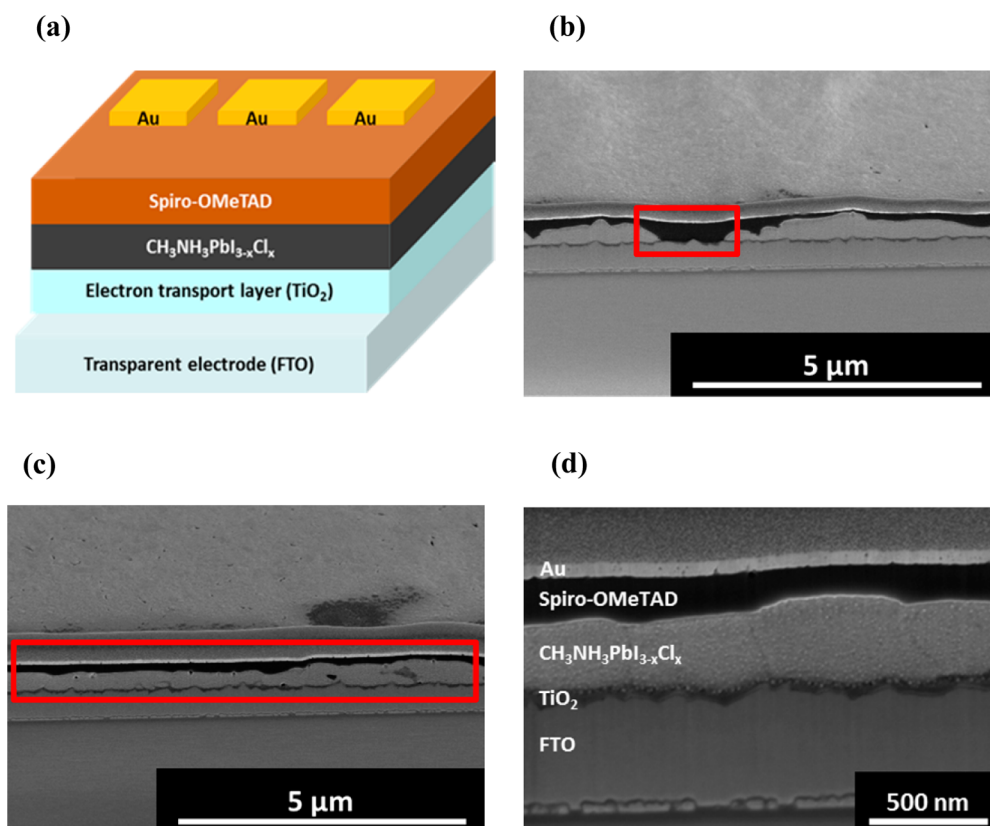 (a)
Au Au Au
Spiro-OMeTAD
CH₃NH₃PbI₃₋ₓClₓ
Electron transport layer (TiO₂)
Transparent electrode (FTO)
(b)
5 µm
(c)
5 µm
(d)
Au
Spiro-OMeTAD
CH₃NH₃PbI₃₋ₓClₓ
TiO₂
FTO
500 nm